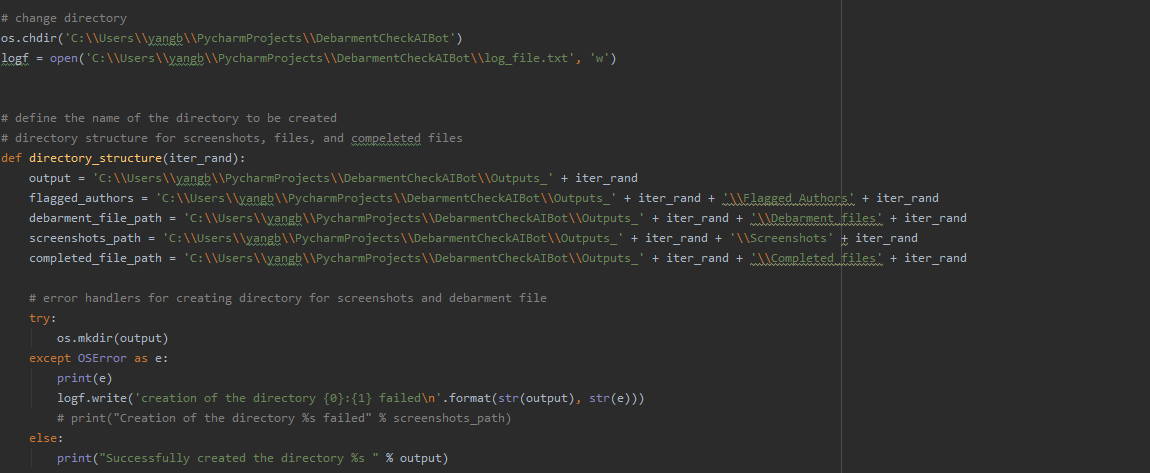 # change directory
os.chdir('C:\\Users\\yangb\\PycharmProjects\\DebarmentCheckAIBot')
logf = open('C:\\Users\\yangb\\PycharmProjects\\DebarmentCheckAIBot\\log_file.txt', 'w')
# define the name of the directory to be created
# directory structure for screenshots, files, and compeleted files
def directory_structure(iter_rand):
    output = 'C:\\Users\\yangb\\PycharmProjects\\DebarmentCheckAIBot\\Outputs_' + iter_rand
    flagged_authors = 'C:\\Users\\yangb\\PycharmProjects\\DebarmentCheckAIBot\\Outputs_' + iter_rand + '\\Flagged_Authors' + iter_rand
    debarment_file_path = 'C:\\Users\\yangb\\PycharmProjects\\DebarmentCheckAIBot\\Outputs_' + iter_rand + '\\Debarment_files' + iter_rand
    screenshots_path = 'C:\\Users\\yangb\\PycharmProjects\\DebarmentCheckAIBot\\Outputs_' + iter_rand + '\\Screenshots' + iter_rand
    completed_file_path = 'C:\\Users\\yangb\\PycharmProjects\\DebarmentCheckAIBot\\Outputs_' + iter_rand + '\\Completed_files' + iter_rand
    # error handlers for creating directory for screenshots and debarment file
    try:
        os.mkdir(output)
    except OSError as e:
        print(e)
        logf.write('creation of the directory {0}:{1} failed\n'.format(str(output), str(e)))
        # print("Creation of the directory %s failed" % screenshots_path)
    else:
        print("Successfully created the directory %s " % output)